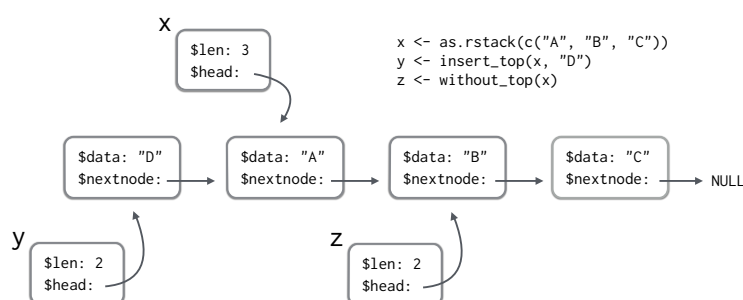 x
$len: 3
$head:
x <- as.rstack(c("A", "B", "C"))
y <- insert_top(x, "D")
z <- without_top(x)
$data: "D"
$nextnode:
$data: "A"
$nextnode:
$data: "B"
$nextnode:
$data: "C"
$nextnode:
NULL
y
$len: 2
$head:
z
$len: 2
$head: